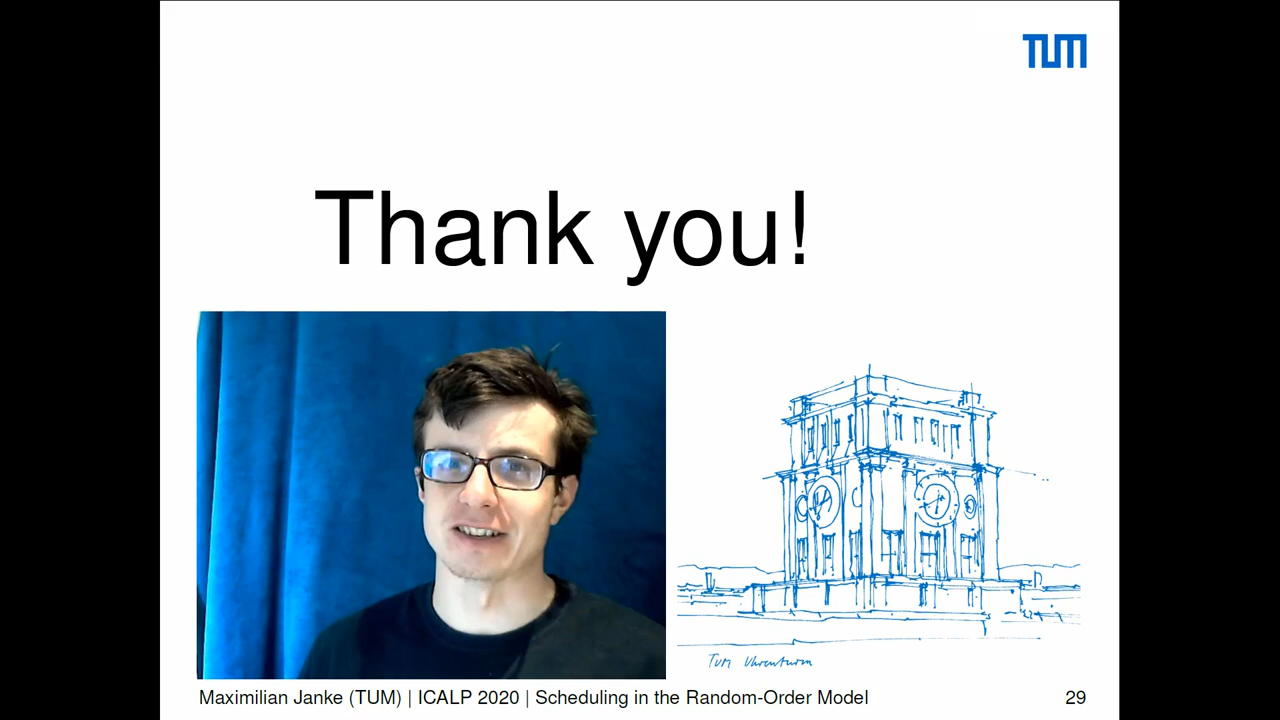 TUM
Thank you!
TUM Uhrenturm
Maximilian Janke (TUM) | ICALP 2020 | Scheduling in the Random-Order Model
29